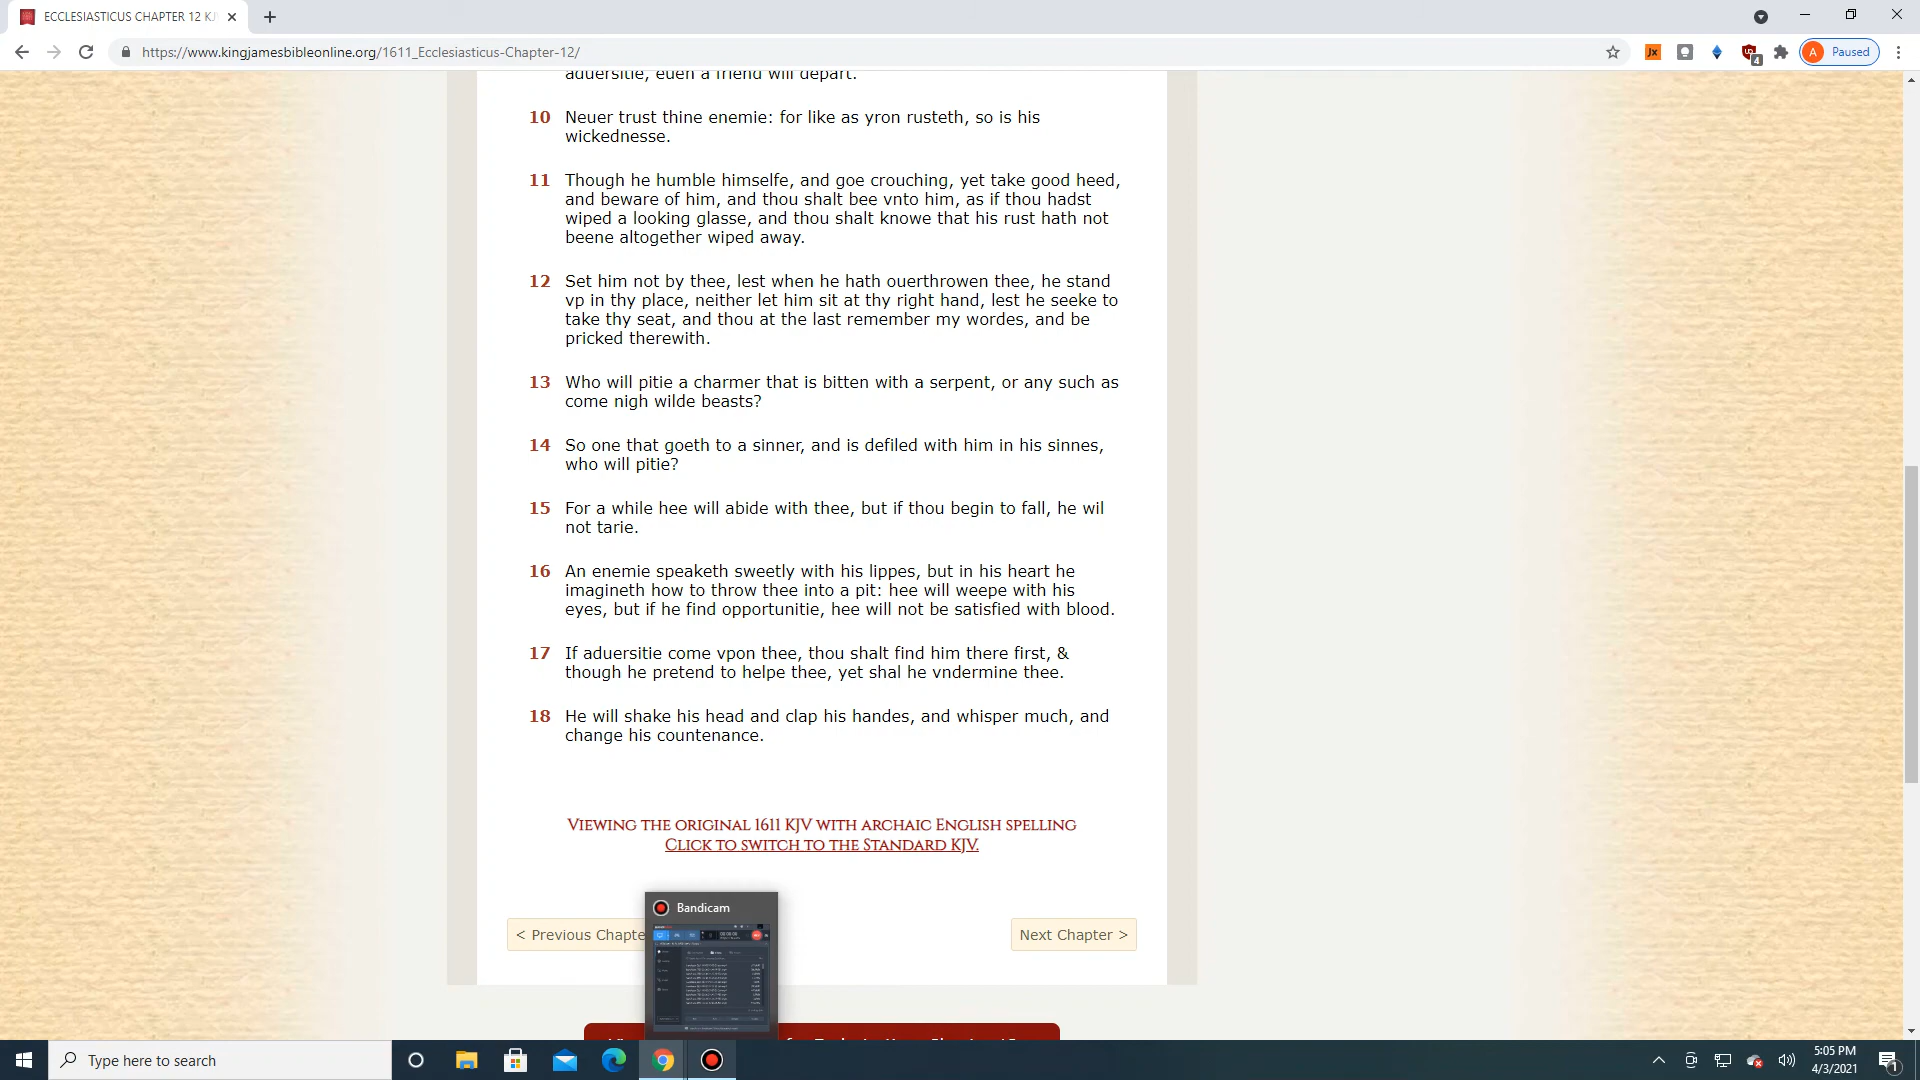 ECCLESIASTICUS CHAPTER 12 KJ
https://www.kingjamesbibleonline.org/1611_Ecclesiasticus-Chapter-12/
Jx
4
A Paused
aduersitie, euen a friend will depart.
10 Neuer trust thine enemie: for like as yron rusteth, so is his
wickednesse.
11 Though he humble himselfe, and goe crouching, yet take good heed,
and beware of him, and thou shalt bee vnto him, as if thou hadst
wiped a looking glasse, and thou shalt knowe that his rust hath not
beene altogether wiped away.
12 Set him not by thee, lest when he hath ouerthrowen thee, he stand
vp in thy place, neither let him sit at thy right hand, lest he seeke to
take thy seat, and thou at the last remember my wordes, and be
pricked therewith.
13 Who will pitie a charmer that is bitten with a serpent, or any such as
come nigh wilde beasts?
14 So one that goeth to a sinner, and is defiled with him in his sinnes,
who will pitie?
15 For a while hee will abide with thee, but if thou begin to fall, he wil
not tarie.
16 An enemie speaketh sweetly with his lippes, but in his heart he
imagineth how to throw thee into a pit: hee will weepe with his
eyes, but if he find opportunitie, hee will not be satisfied with blood.
17 If aduersitie come vpon thee, thou shalt find him there first, &
though he pretend to helpe thee, yet shal he vndermine thee.
18 He will shake his head and clap his handes, and whisper much, and
change his countenance.
Viewing the original 1611 KJV with archaic English spelling
Click to switch to the Standard KJV.
Bandicam
< Previous Chapte
Next Chapter >
Type here to search
5:05 PM
4/3/2021
1